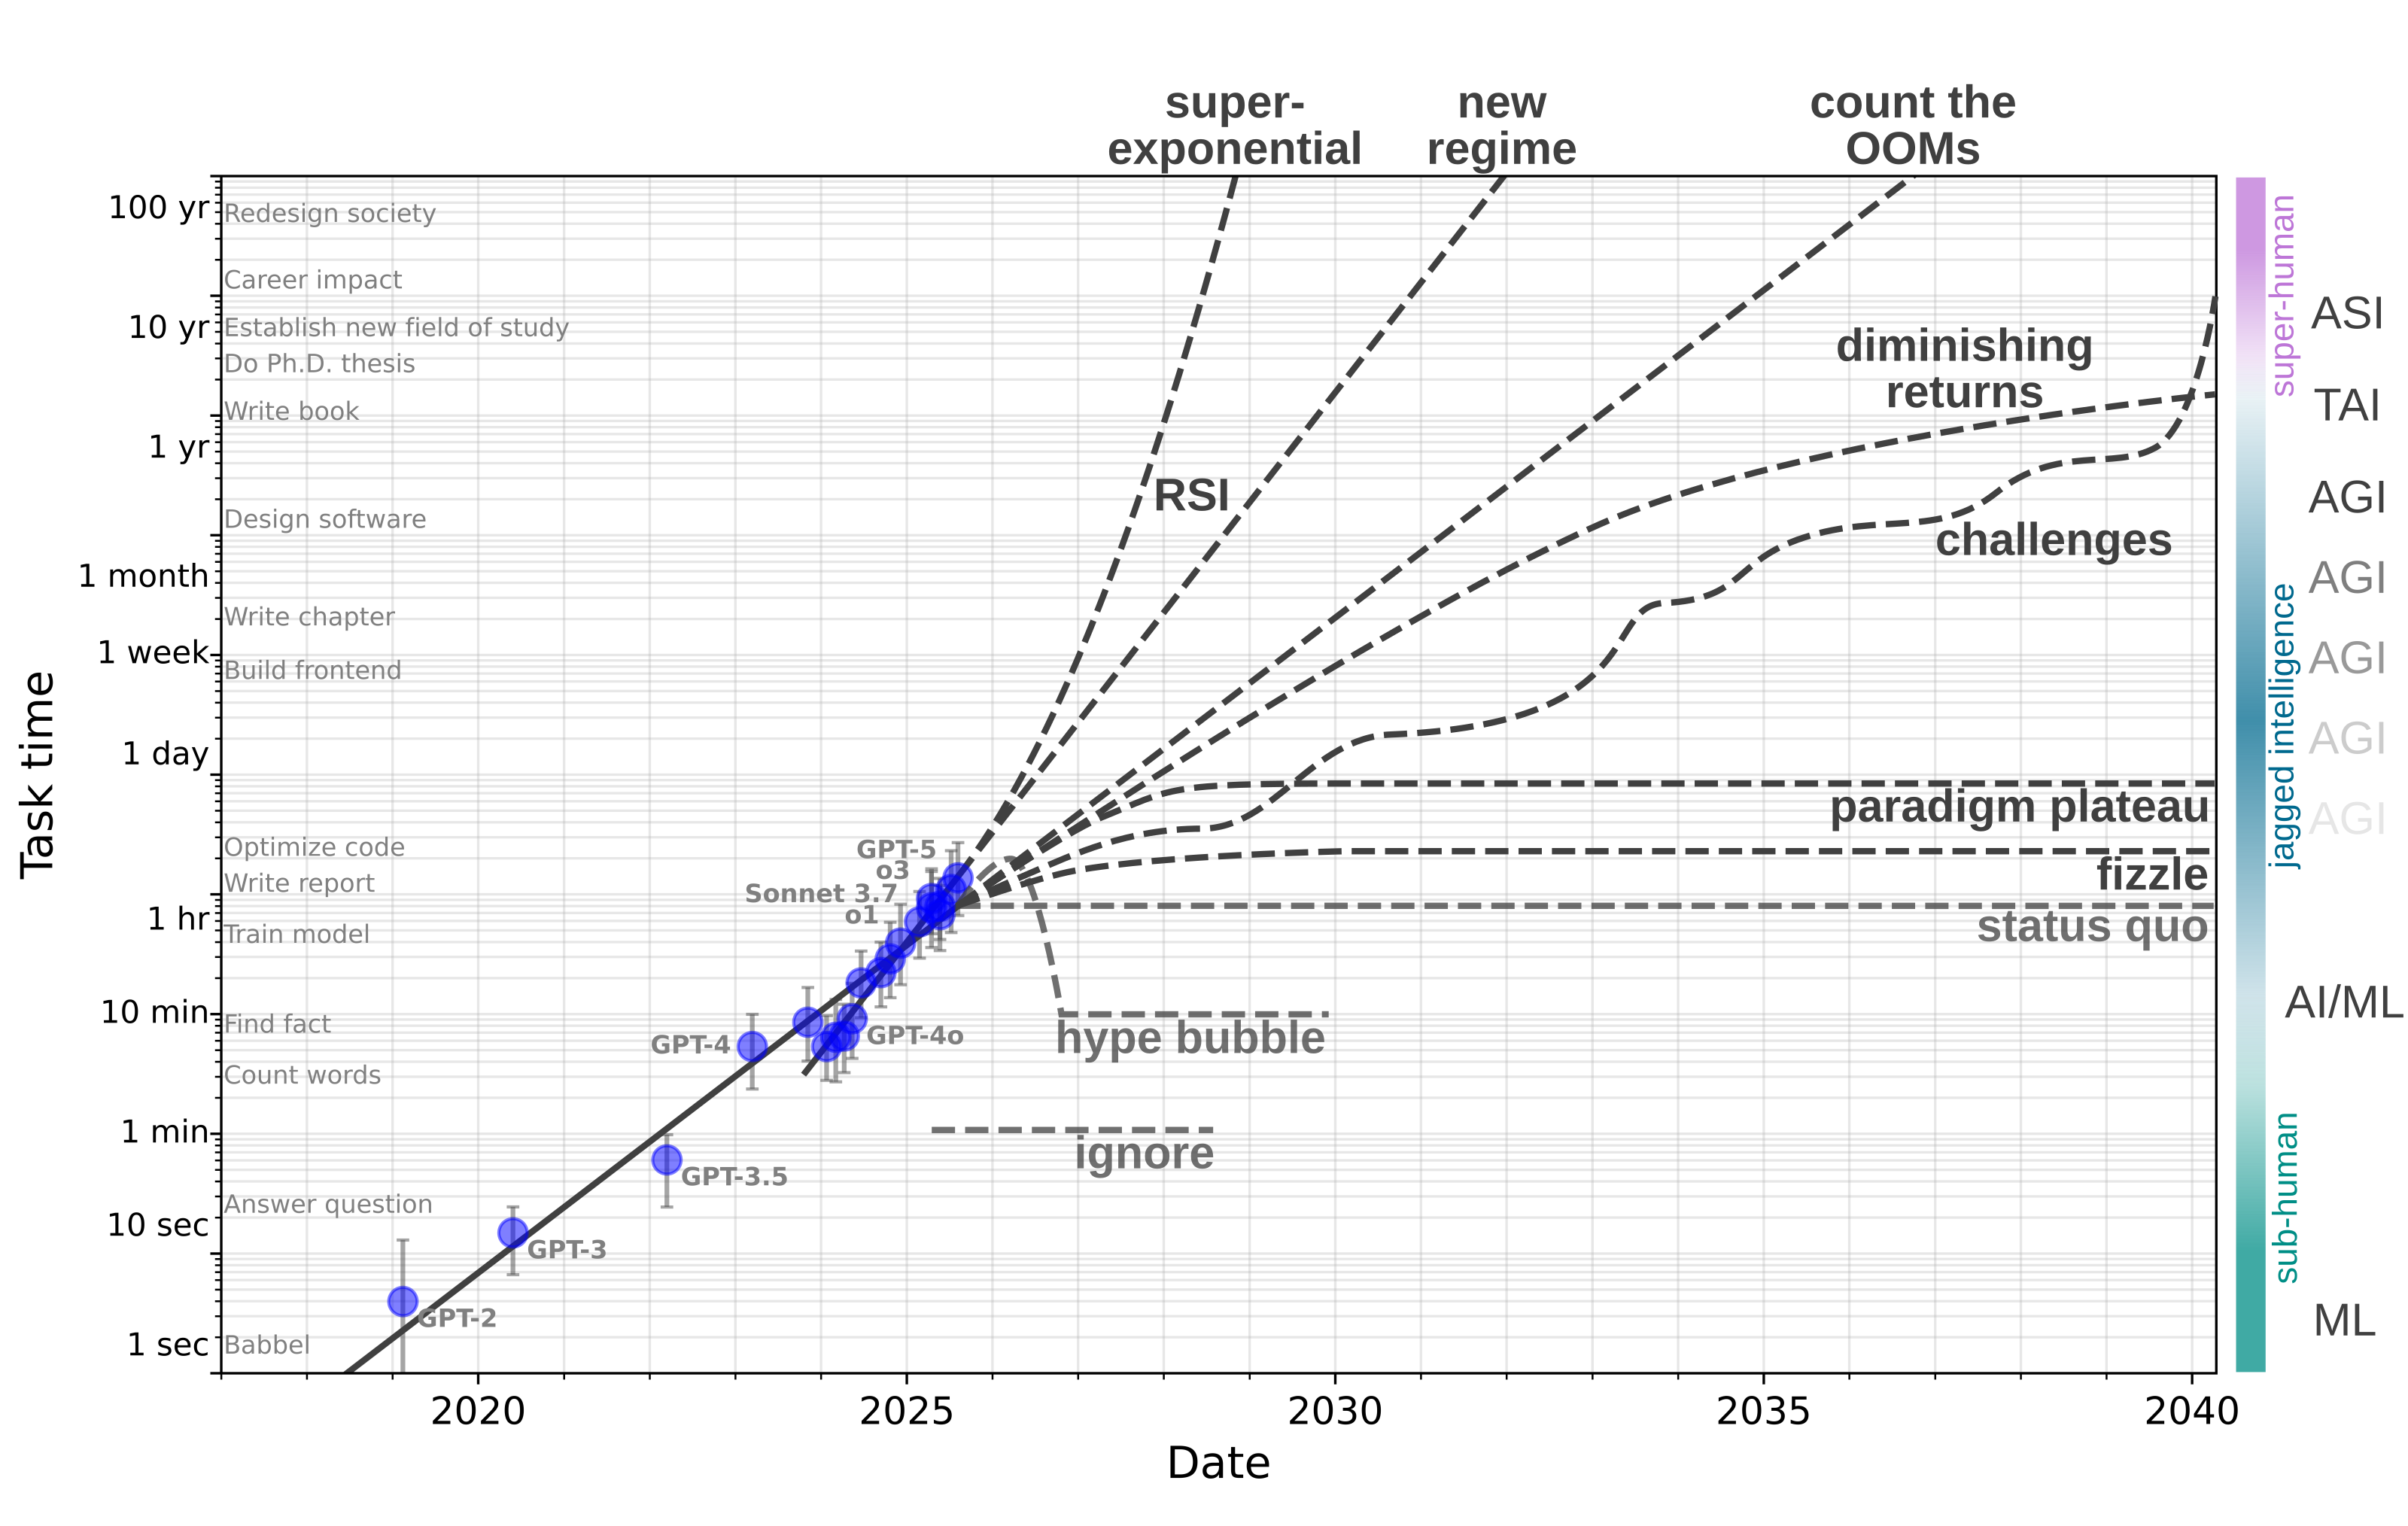 super-
exponential
new
regime
count the
OOMs
100 yr
10 yr
1 yr
1 month
1 week
1 day
1 hr
10 min
1 min
10 sec
1 sec
Task time
Redesign society
Career impact
Establish new field of study
Do Ph.D. thesis
Write book
Design software
Write chapter
Build frontend
Optimize code
Write report
Train model
Find fact
Count words
Answer question
Babbel
RSI
diminishing
returns
challenges
paradigm plateau
fizzle
status quo
hype bubble
ignore
GPT-5
o3
Sonnet 3.7
o1
GPT-4o
GPT-4
GPT-3.5
GPT-3
GPT-2
2020
2025
2030
2035
2040
Date
super-human
jagged intelligence
sub-human
ASI
TAI
AGI
AGI
AGI
AGI
AGI
AI/ML
ML